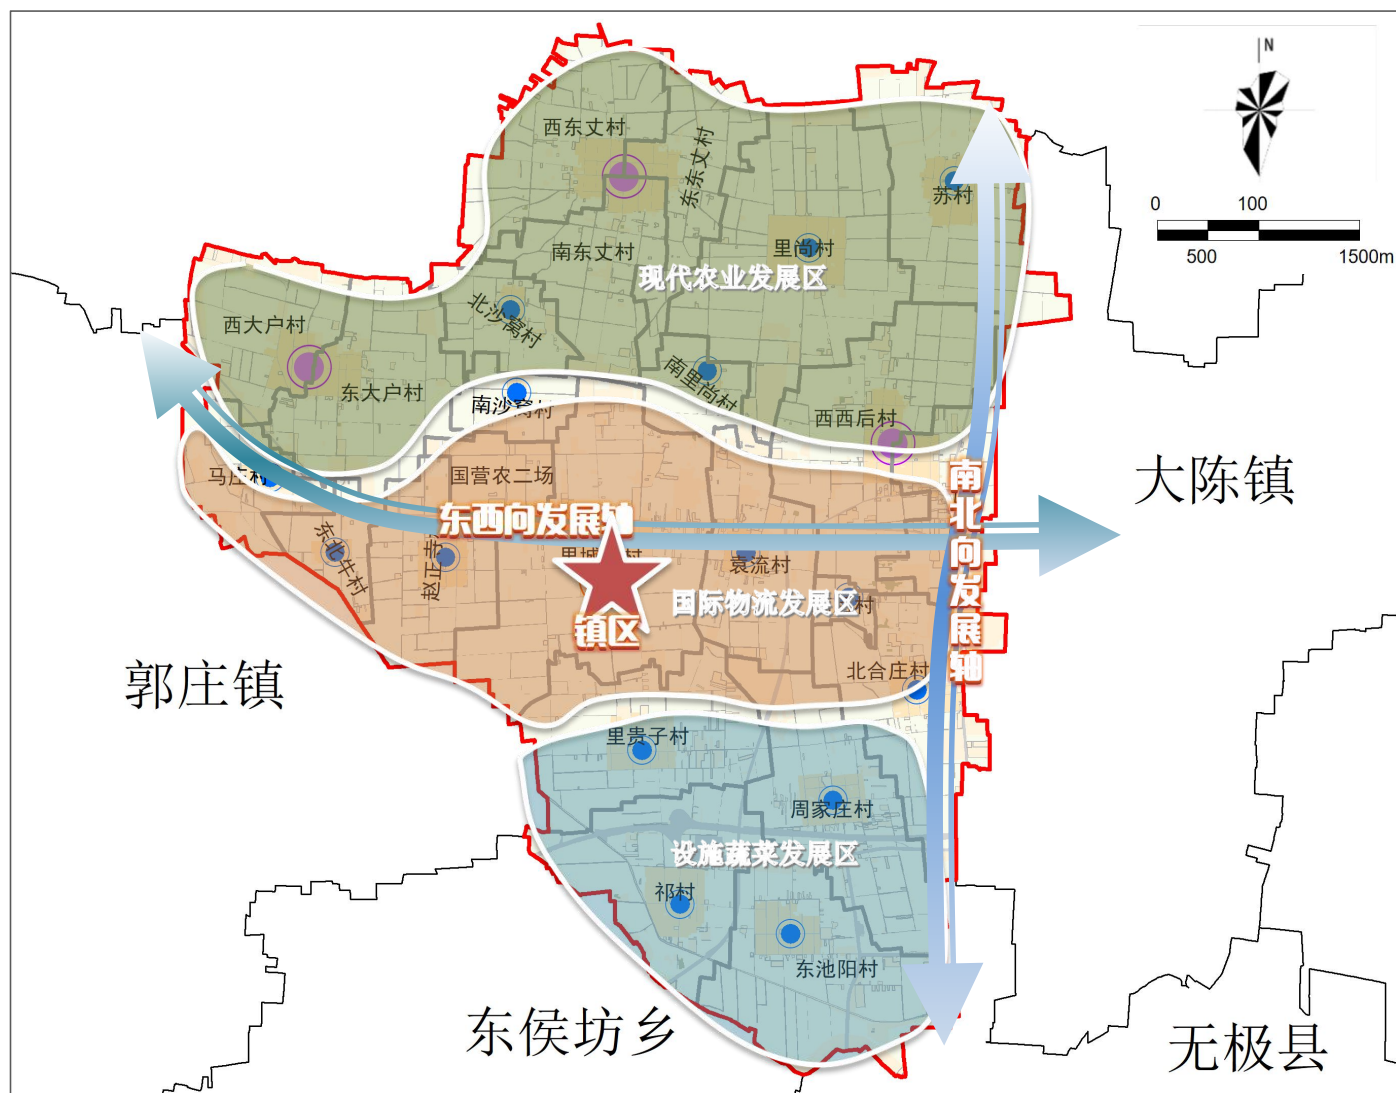 N
0
100
500
1500m
西东丈村
东东丈村
苏村
南东丈村
里尚村
现代农业发展区
西大户村
北沙窝村
东大户村
南里尚村
南沙窝村
西西后村
马庄村
国营农二场
南北向发展轴
大陈镇
东西向发展轴
东北牛村
赵正寺
袁流村
国际物流发展区
村
镇区
郭庄镇
北合庄村
里贵子村
周家庄村
设施蔬菜发展区
祁村
东池阳村
东侯坊乡
无极县